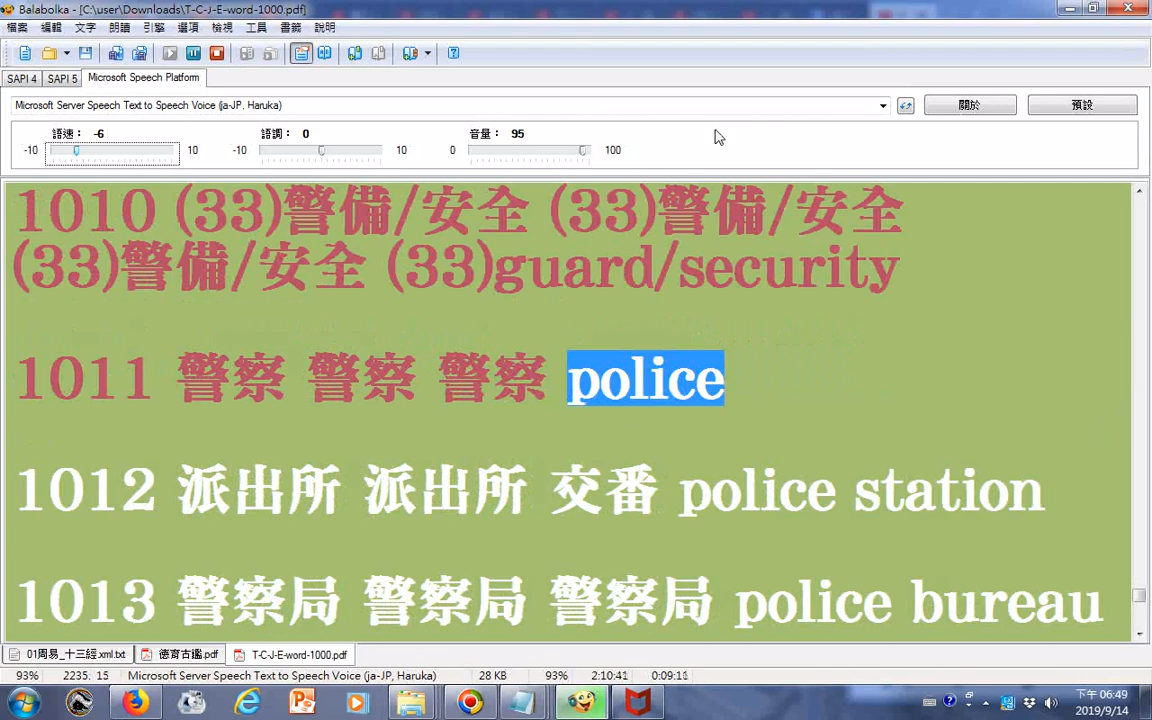 Balabolka - [C:\user\Downloads\T-C-J-E-word-1000.pdf]
檔案 編輯 文字 朗讀 引擎 選項 檢視 工具 書籤 說明
SAPI 4 SAPI 5 Microsoft Speech Platform
Microsoft Server Speech Text to Speech Voice (ja-JP, Haruka) 關於 預設
語速： -6 語調： 0 音量： 95
-10 10 -10 10 0 100
1010 (33)警備/安全 (33)警備/安全
(33)警備/安全 (33)guard/security
1011 警察 警察 警察 police
1012 派出所 派出所 交番 police station
1013 警察局 警察局 警察局 police bureau
01周易_十三經.xml.txt 德育古鑑.pdf T-C-J-E-word-1000.pdf
93% 2235: 15 Microsoft Server Speech Text to Speech Voice (ja-JP, Haruka) 28 KB 93% 2:10:41 0:09:11
下午 06:49
2019/9/14